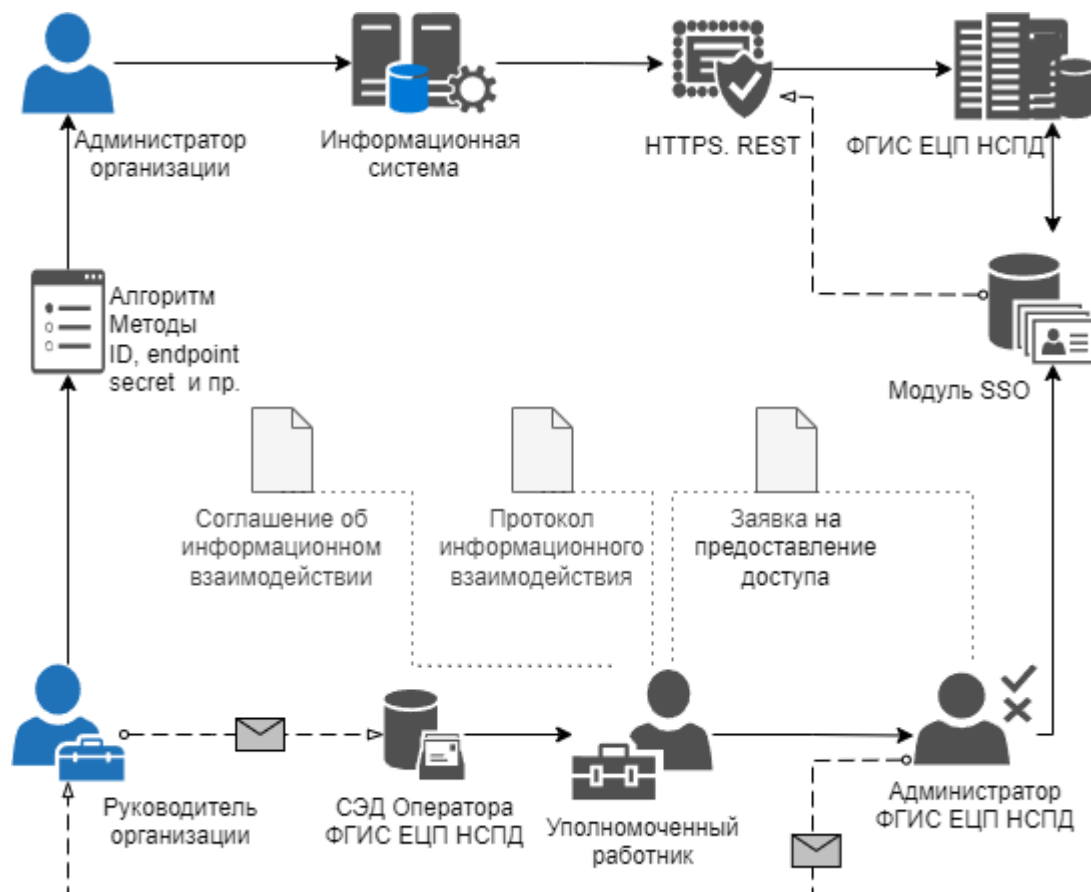 Администратор
организации
Информационная
система
HTTPS. REST
ФГИС ЕЦП НСПД
Алгоритм
Методы
ID, endpoint
secret и пр.
Модуль SSO
Соглашение об
информационном
взаимодействии
Протокол
информационного
взаимодействия
Заявка на
предоставление
доступа
Руководитель
организации
СЭД Оператора
ФГИС ЕЦП НСПД
Уполномоченный
работник
Администратор
ФГИС ЕЦП НСПД